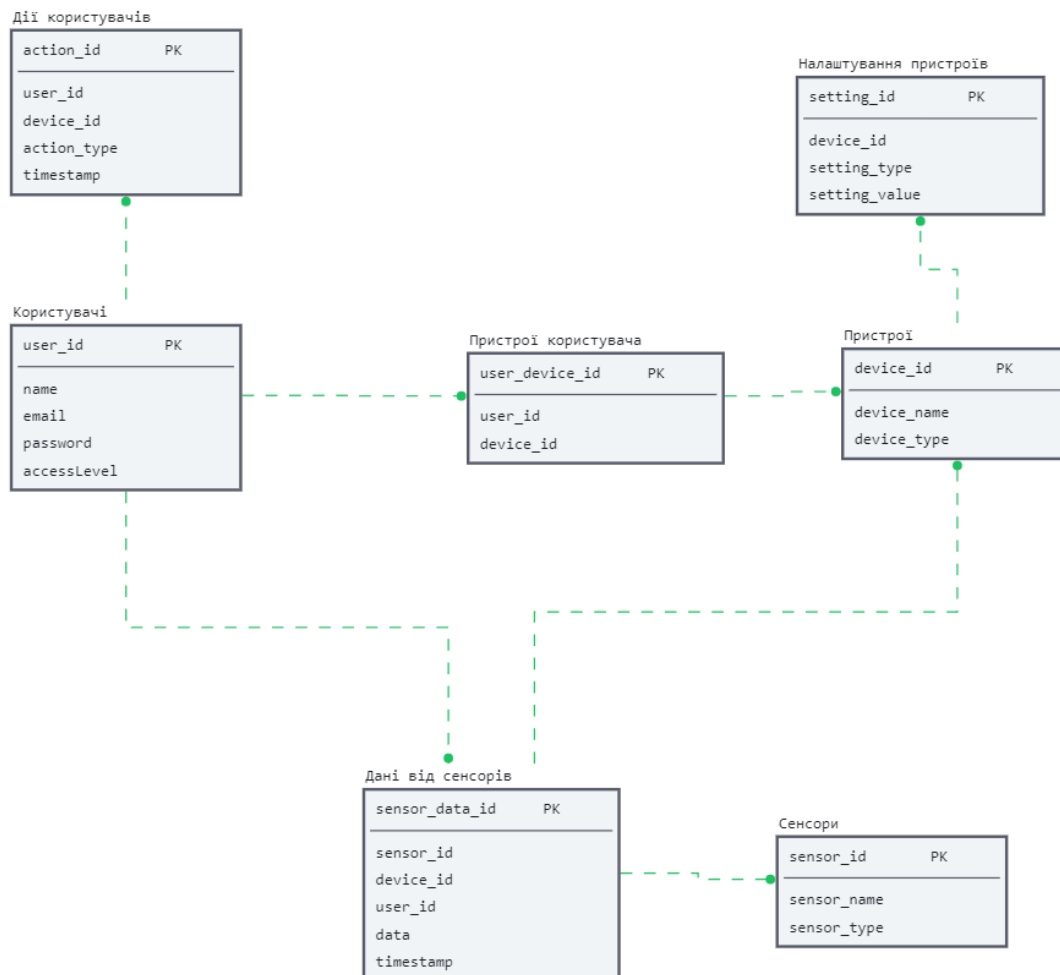 Дії користувачів
action_id PK
user_id
device_id
action_type
timestamp
Налаштування пристроїв
setting_id PK
device_id
setting_type
setting_value
Користувачі
user_id PK
name
email
password
accessLevel
Пристрої користувача
user_device_id PK
user_id
device_id
Пристрої
device_id PK
device_name
device_type
Дані від сенсорів
sensor_data_id PK
sensor_id
device_id
user_id
data
timestamp
Сенсори
sensor_id PK
sensor_name
sensor_type